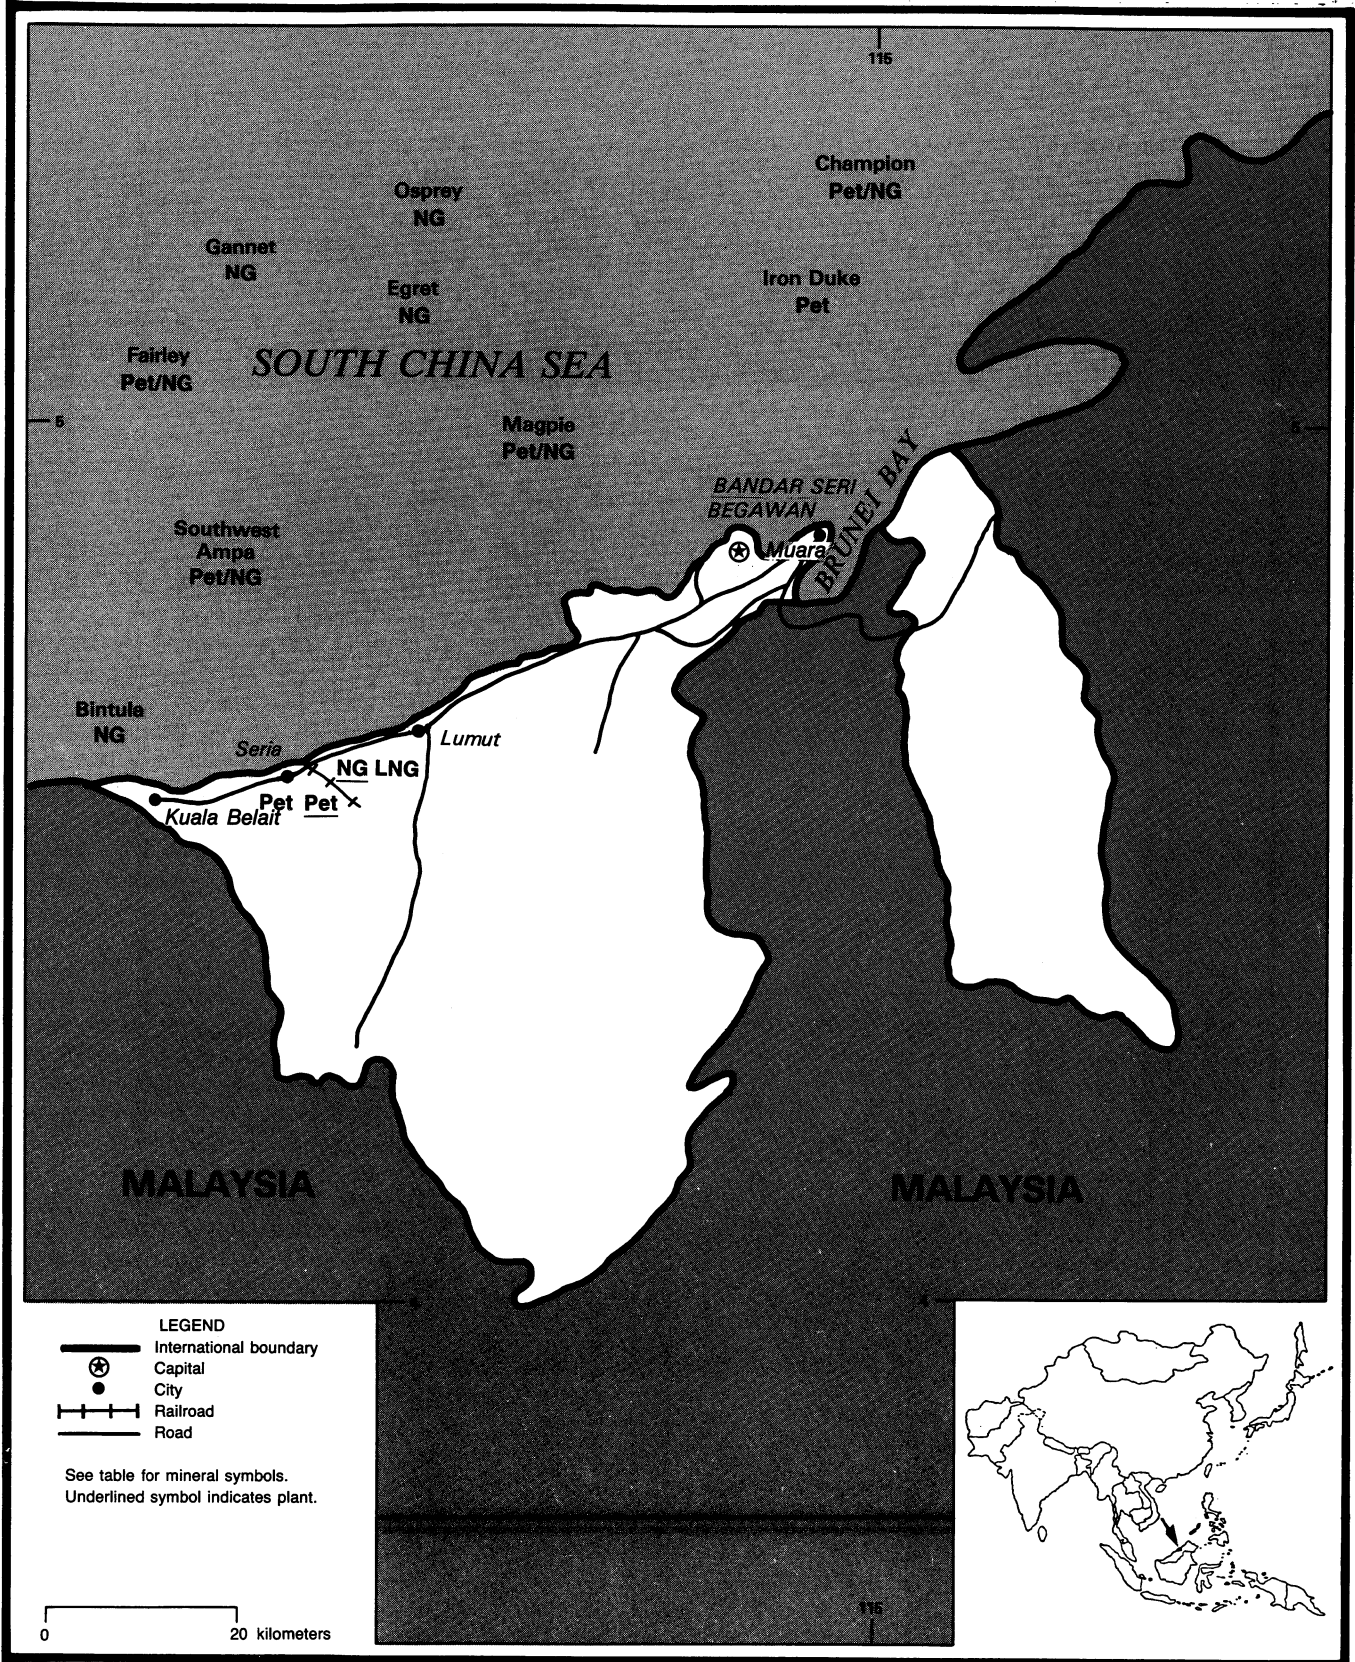 115
Champion
Pet/NG
Osprey
NG
Gannet
NG
Egret
NG
Iron Duke
Pet
Fairley
Pet/NG
SOUTH CHINA SEA
5
5
Magpie
Pet/NG
BRUNEI BAY
BANDAR SERI
BEGAWAN
Muara
Southwest
Ampa
Pet/NG
Bintula
NG
Seria
Lumut
NG LNG
Pet Pet
Kuala Belait
MALAYSIA
MALAYSIA
4
4
LEGEND
International boundary
Capital
City
Railroad
Road
See table for mineral symbols.
Underlined symbol indicates plant.
0 20 kilometers
115